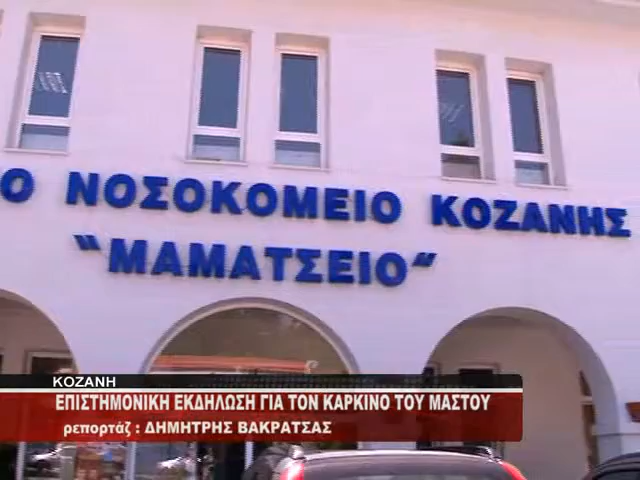 Ο ΝΟΣΟΚΟΜΕΙΟ ΚΟΖΑΝΗΣ
“ΜΑΜΑΤΣΕΙΟ”
ΚΟΖΑΝΗ
ΕΠΙΣΤΗΜΟΝΙΚΗ ΕΚΔΗΛΩΣΗ ΓΙΑ ΤΟΝ ΚΑΡΚΙΝΟ ΤΟΥ ΜΑΣΤΟΥ
ρεπορτάζ : ΔΗΜΗΤΡΗΣ ΒΑΚΡΑΤΣΑΣ